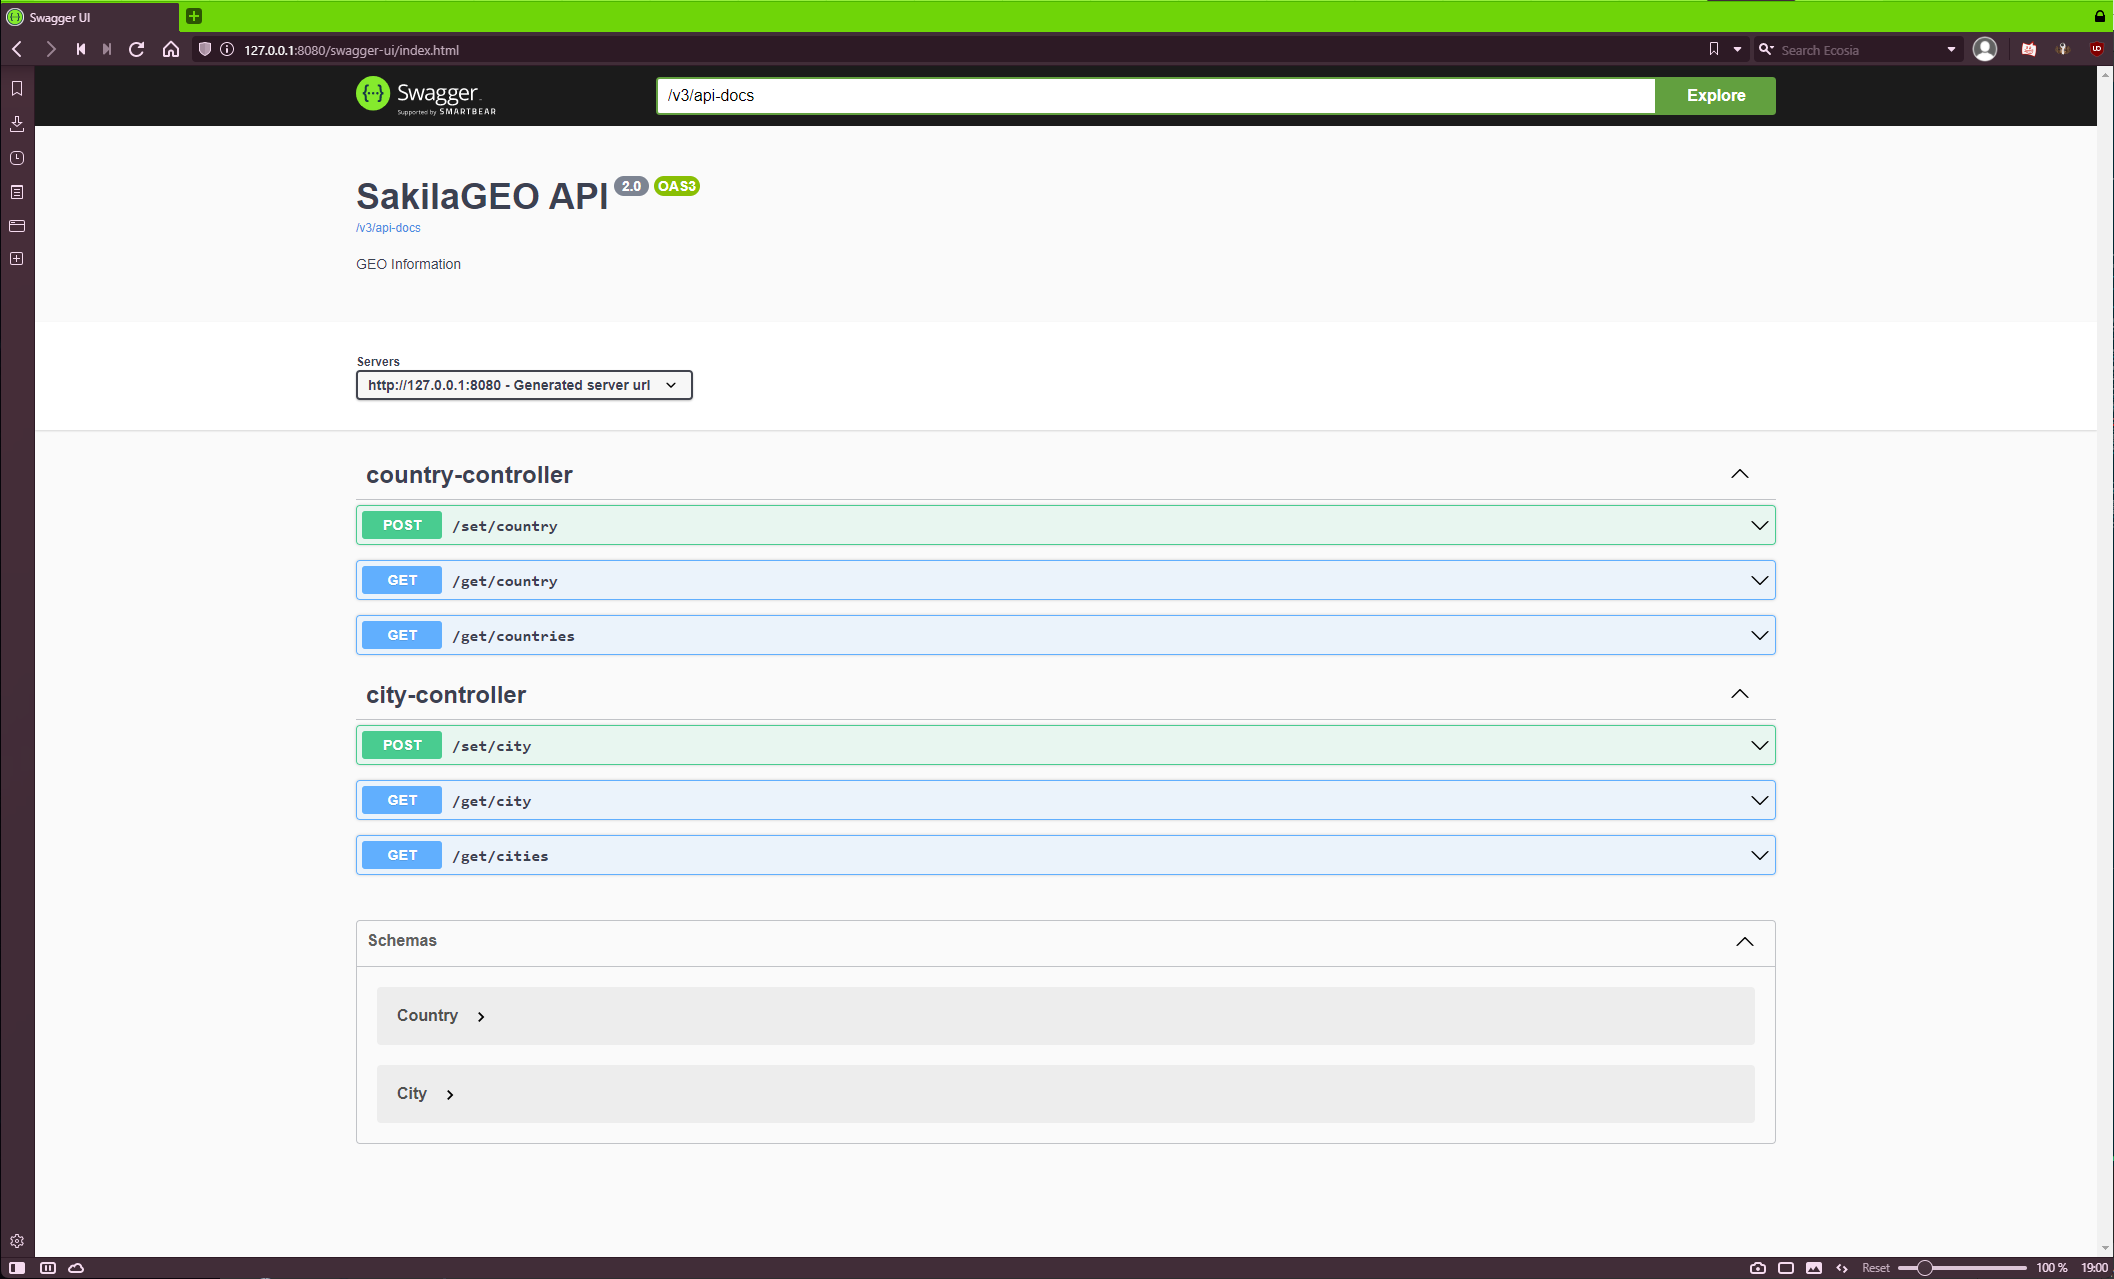 Swagger UI
127.0.0.1:8080/swagger-ui/index.html
Search Ecosia
Swagger
Supported by SMARTBEAR
/v3/api-docs
Explore
SakilaGEO API 2.0 OAS3
/v3/api-docs
GEO Information
Servers
http://127.0.0.1:8080 - Generated server url
country-controller
POST /set/country
GET /get/country
GET /get/countries
city-controller
POST /set/city
GET /get/city
GET /get/cities
Schemas
Country
City
Reset 100 % 19:00